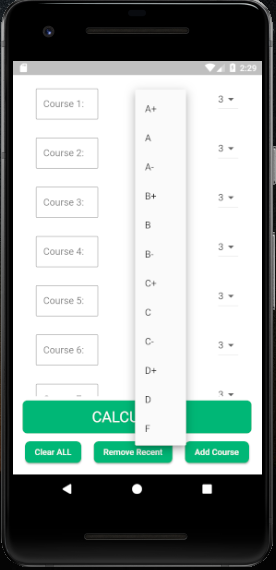 2:29
Course 1:
A+
3
A
Course 2:
3
A-
Course 3:
B+
3
B
Course 4:
3
B-
C+
Course 5:
3
C
Course 6:
C-
3
D+
3
CALCU
D
F
Clear ALL
Remove Recent
Add Course